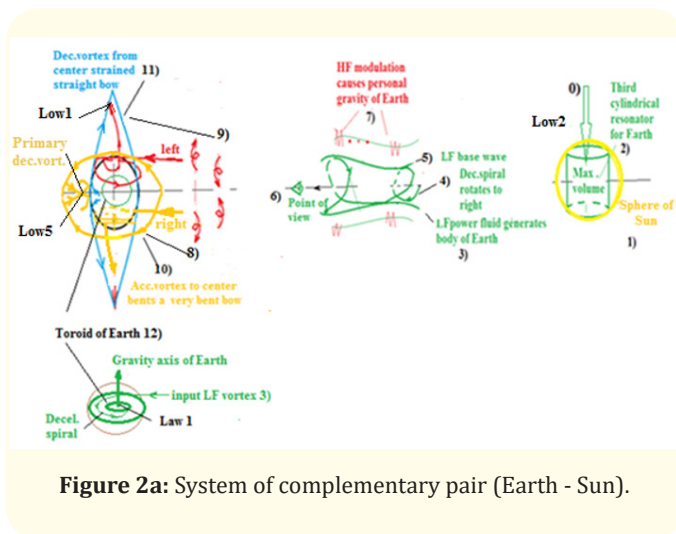 Dec.vortex from
center strained
straight bow
11)
Low1
9)
Primary
dec.vort.
left
Low5
right
8)
10)
Acc.vortex to center
bents a very bent bow
Toroid of Earth 12)
Gravity axis of Earth
input LF vortex 3)
Decel.
spiral
Law 1
HF modulation
causes personal
gravity of Earth
7)
5) LF base wave
Dec.spiral
4) rotates to
right
6) Point of
view
LFpower fluid generates
body of Earth
3)
0)
Third
cylindrical
resonator
for Earth
Low2
2)
Max.
volume
Sphere of
Sun
1)
Figure 2a: System of complementary pair (Earth - Sun).